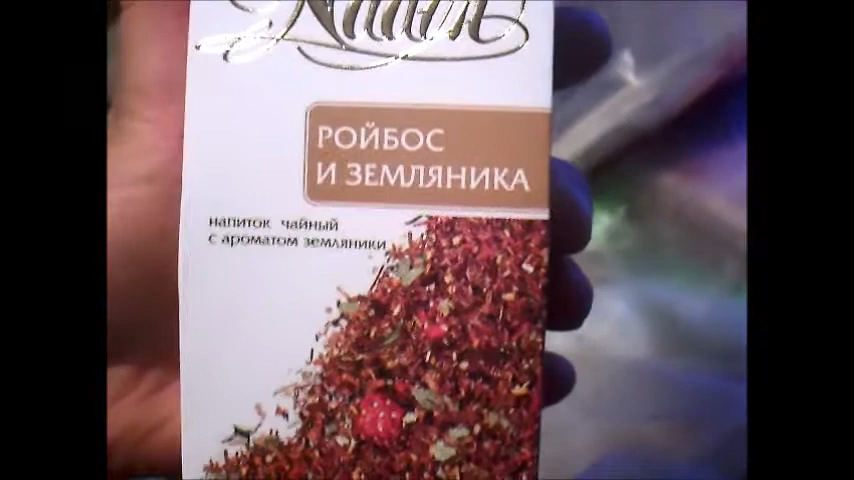 РОЙБОС
И ЗЕМЛЯНИКА
напиток чайный
с ароматом земляники